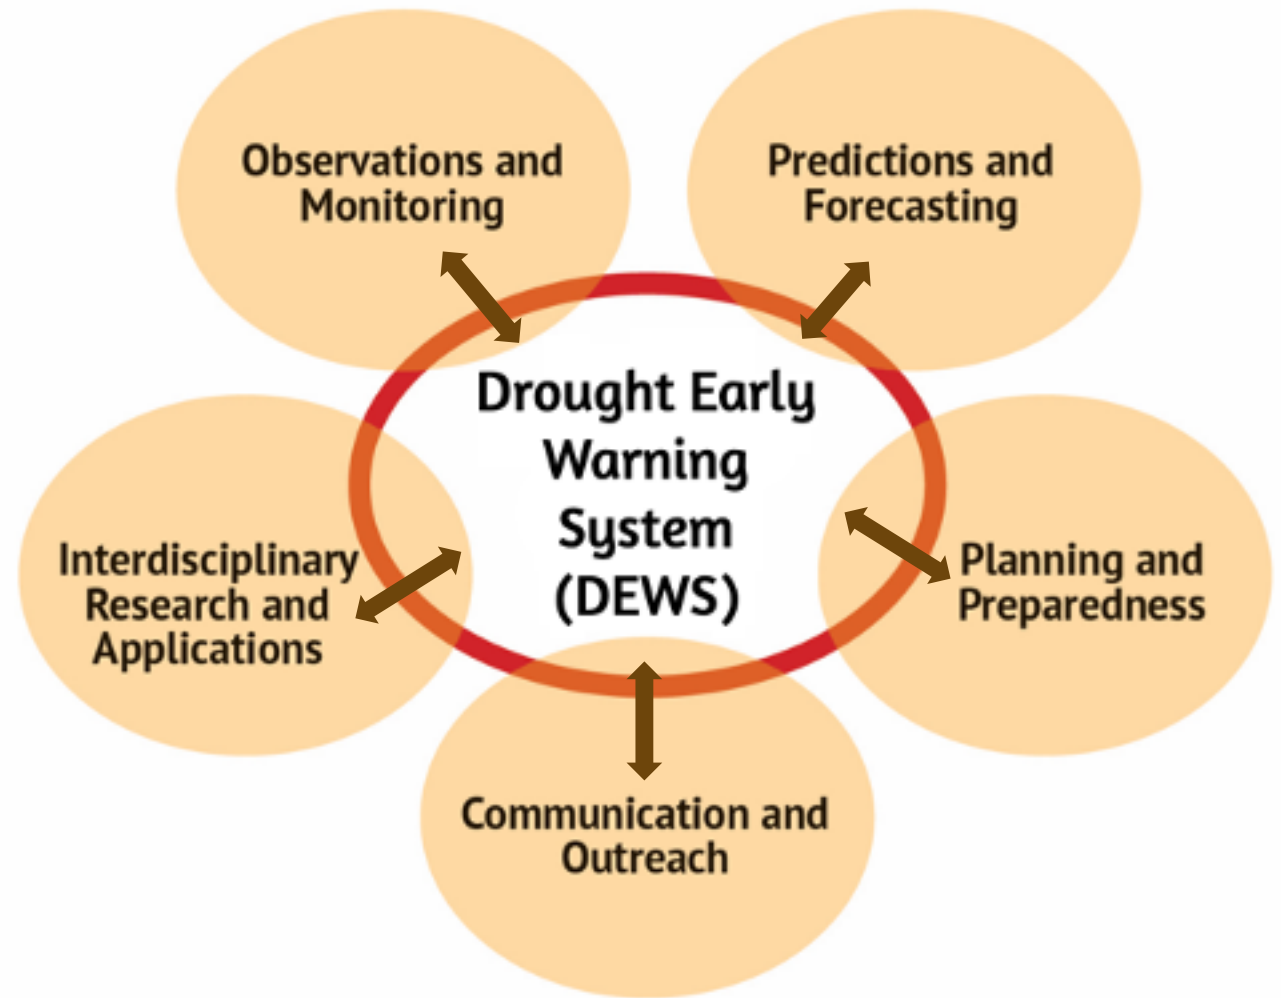 Observations and
Monitoring
Predictions and
Forecasting
Drought Early
Warning
System
(DEWS)
Interdisciplinary
Research and
Applications
Planning and
Preparedness
Communication and
Outreach